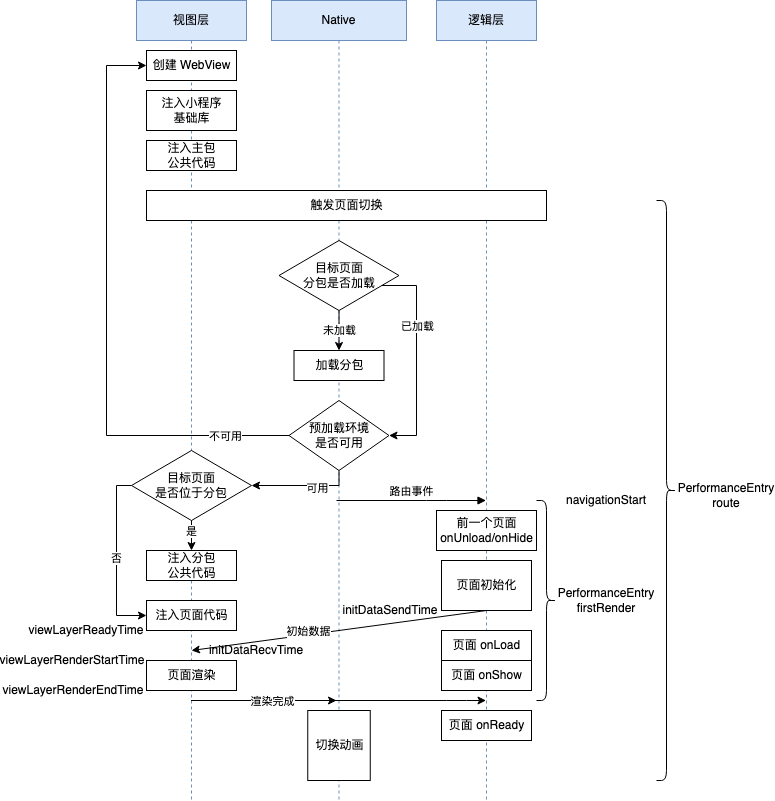 视图层
Native
逻辑层
创建 WebView
注入小程序
基础库
注入主包
公共代码
触发页面切换
目标页面
分包是否加载
未加载
已加载
加载分包
预加载环境
是否可用
不可用
可用
目标页面
是否位于分包
路由事件
navigationStart
PerformanceEntry
route
前一个页面
onUnload/onHide
是
否
注入分包
公共代码
页面初始化
PerformanceEntry
firstRender
注入页面代码
initDataSendTime
viewLayerReadyTime
初始数据
initDataRecvTime
页面 onLoad
viewLayerRenderStartTime
页面渲染
页面 onShow
viewLayerRenderEndTime
渲染完成
页面 onReady
切换动画